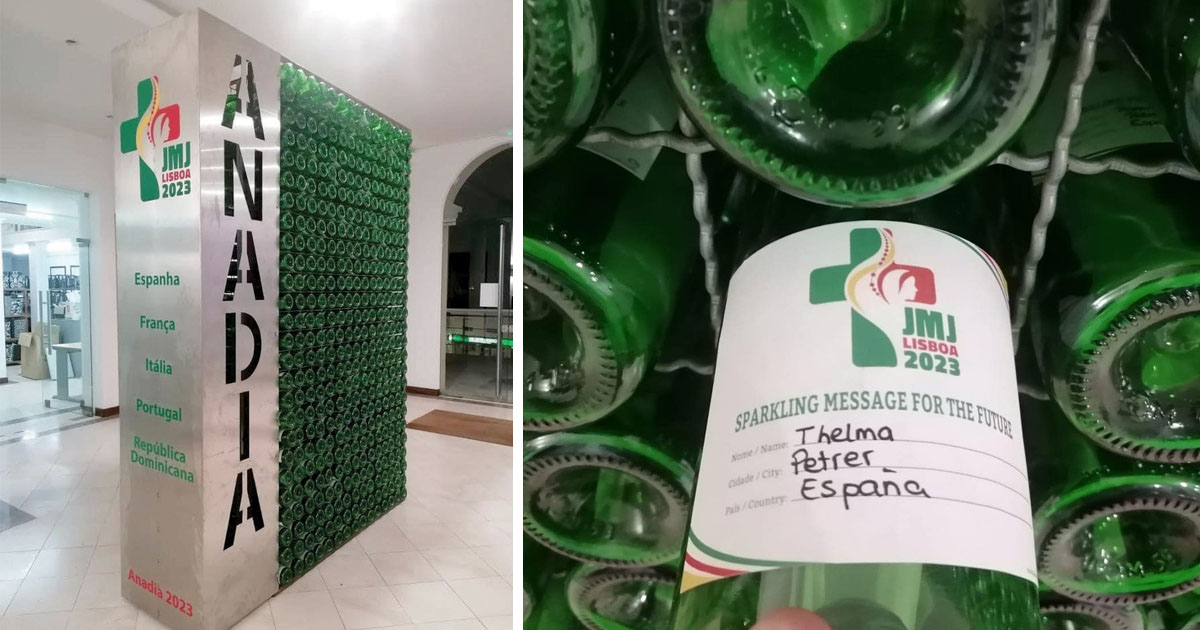 JMJ
LISBOA
2023
ANADIA
Espanha
França
Itália
Portugal
República
Dominicana
Anadia 2023
JMJ
LISBOA
2023
SPARKLING MESSAGE FOR THE FUTURE
Nome / Name: Thelma
Cidade / City: Petrer
País / Country: España